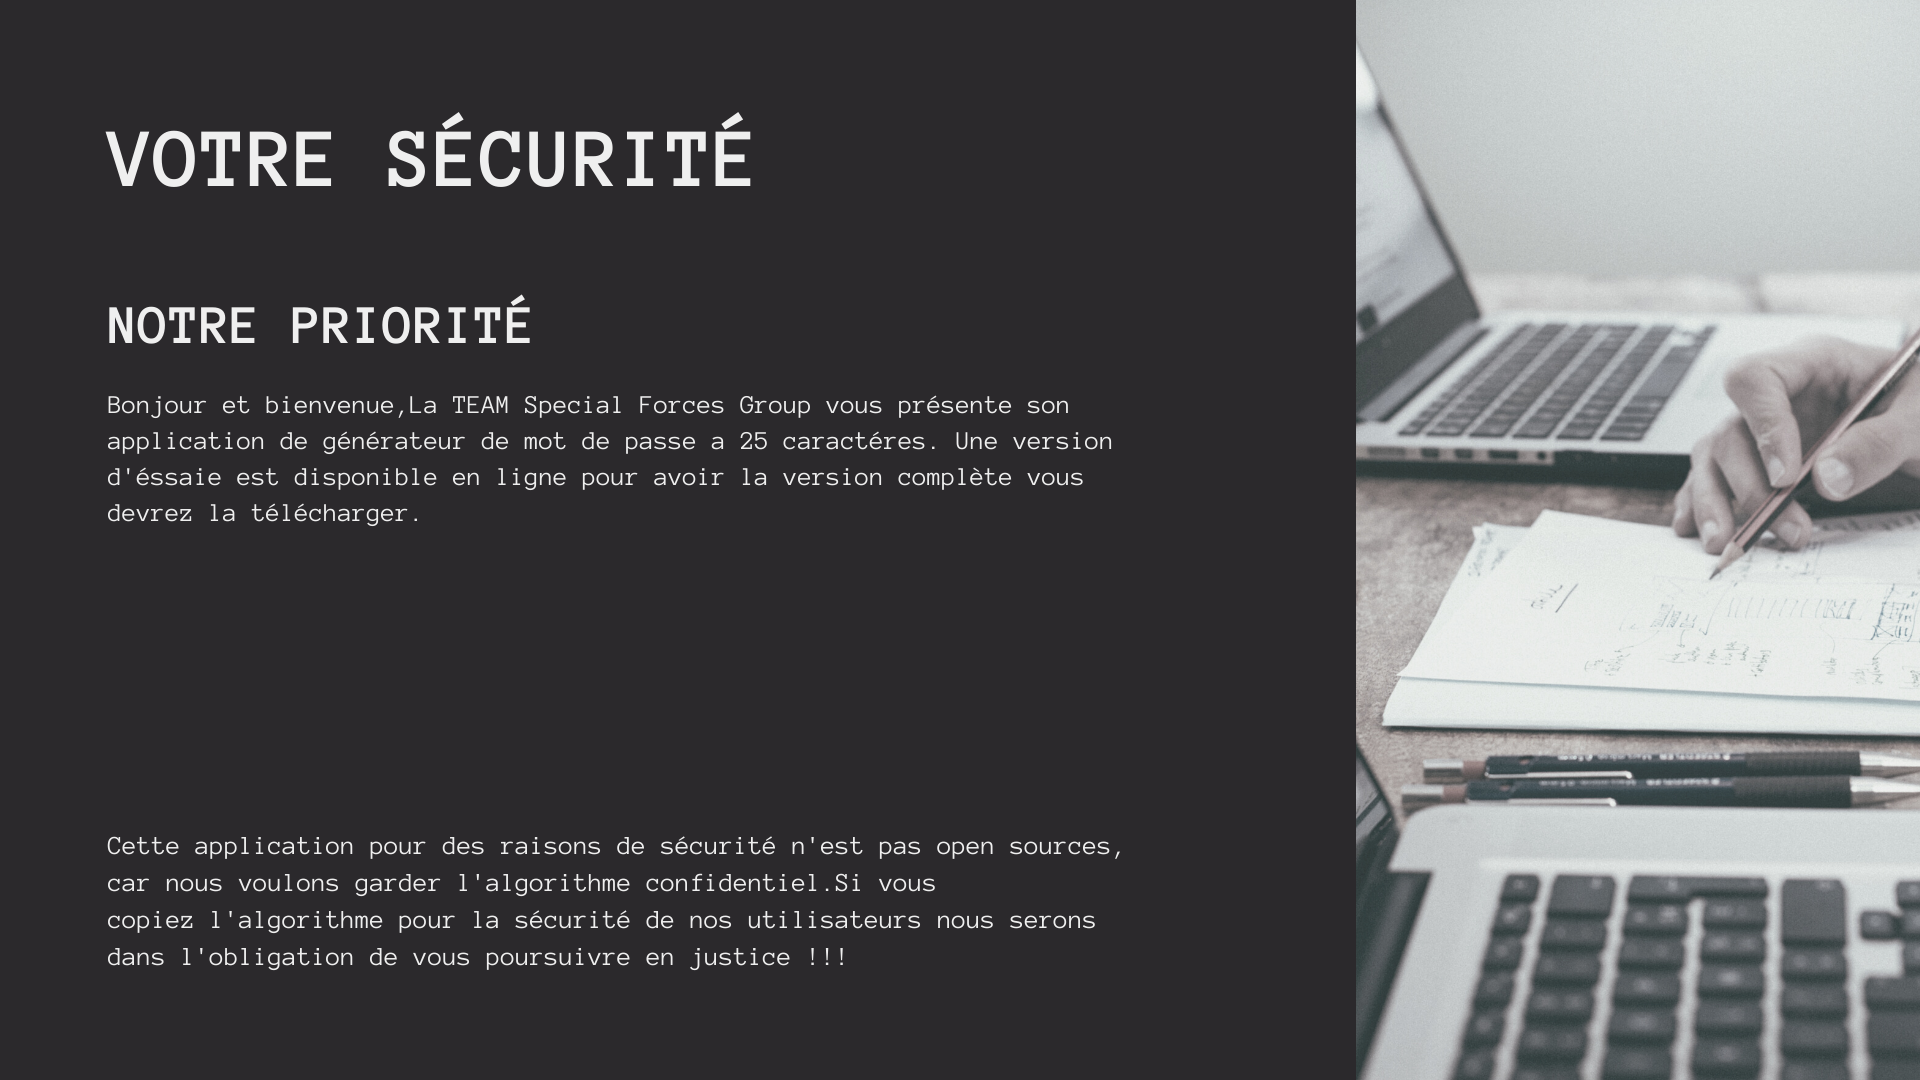 VOTRE SÉCURITÉ
NOTRE PRIORITÉ
Bonjour et bienvenue,La TEAM Special Forces Group vous présente son
application de générateur de mot de passe a 25 caractéres. Une version
d'éssaie est disponible en ligne pour avoir la version complète vous
devrez la télécharger.
Cette application pour des raisons de sécurité n'est pas open sources,
car nous voulons garder l'algorithme confidentiel.Si vous
copiez l'algorithme pour la sécurité de nos utilisateurs nous serons
dans l'obligation de vous poursuivre en justice !!!